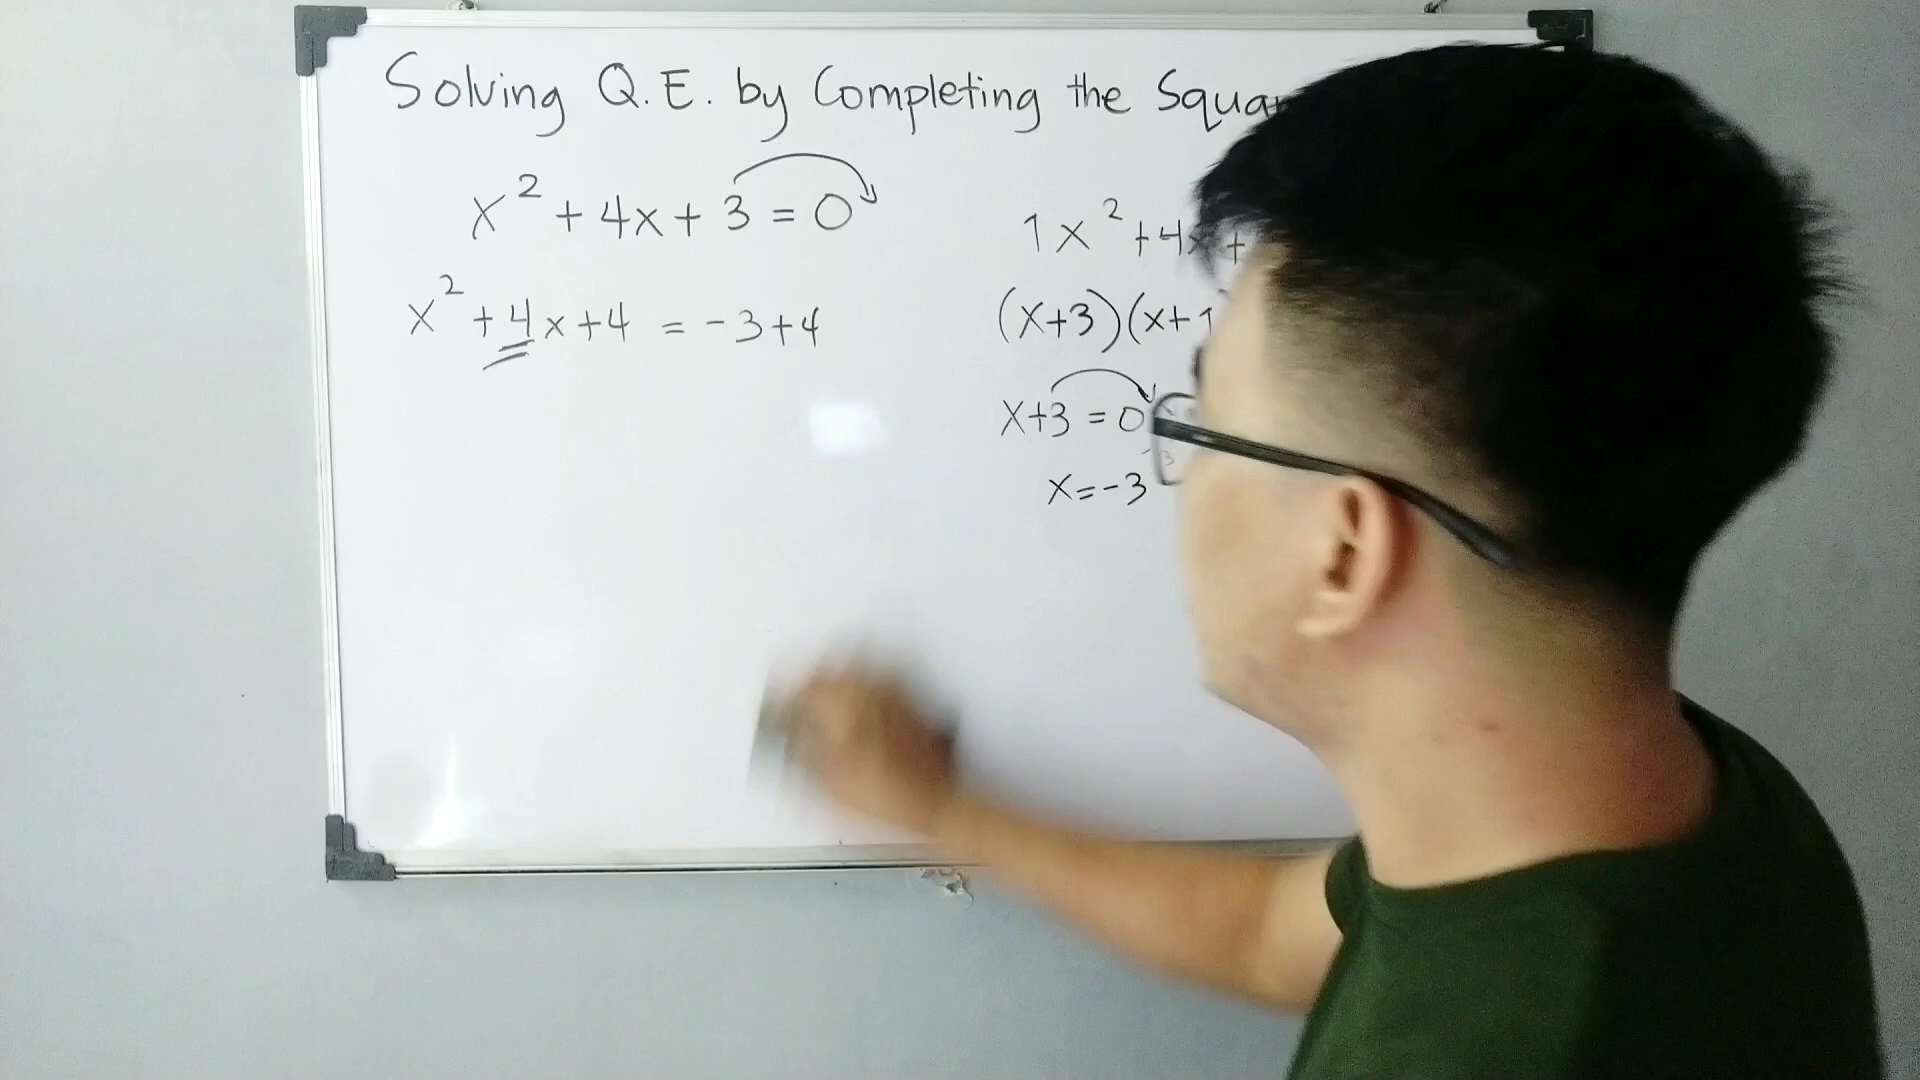 Solving Q.E. by Completing the
x² + 4x + 3 = 0
x² + 4x + 4 = -3 + 4
1x² + 4x +
(x+3)(x+1
x+3 = 0
x = -3